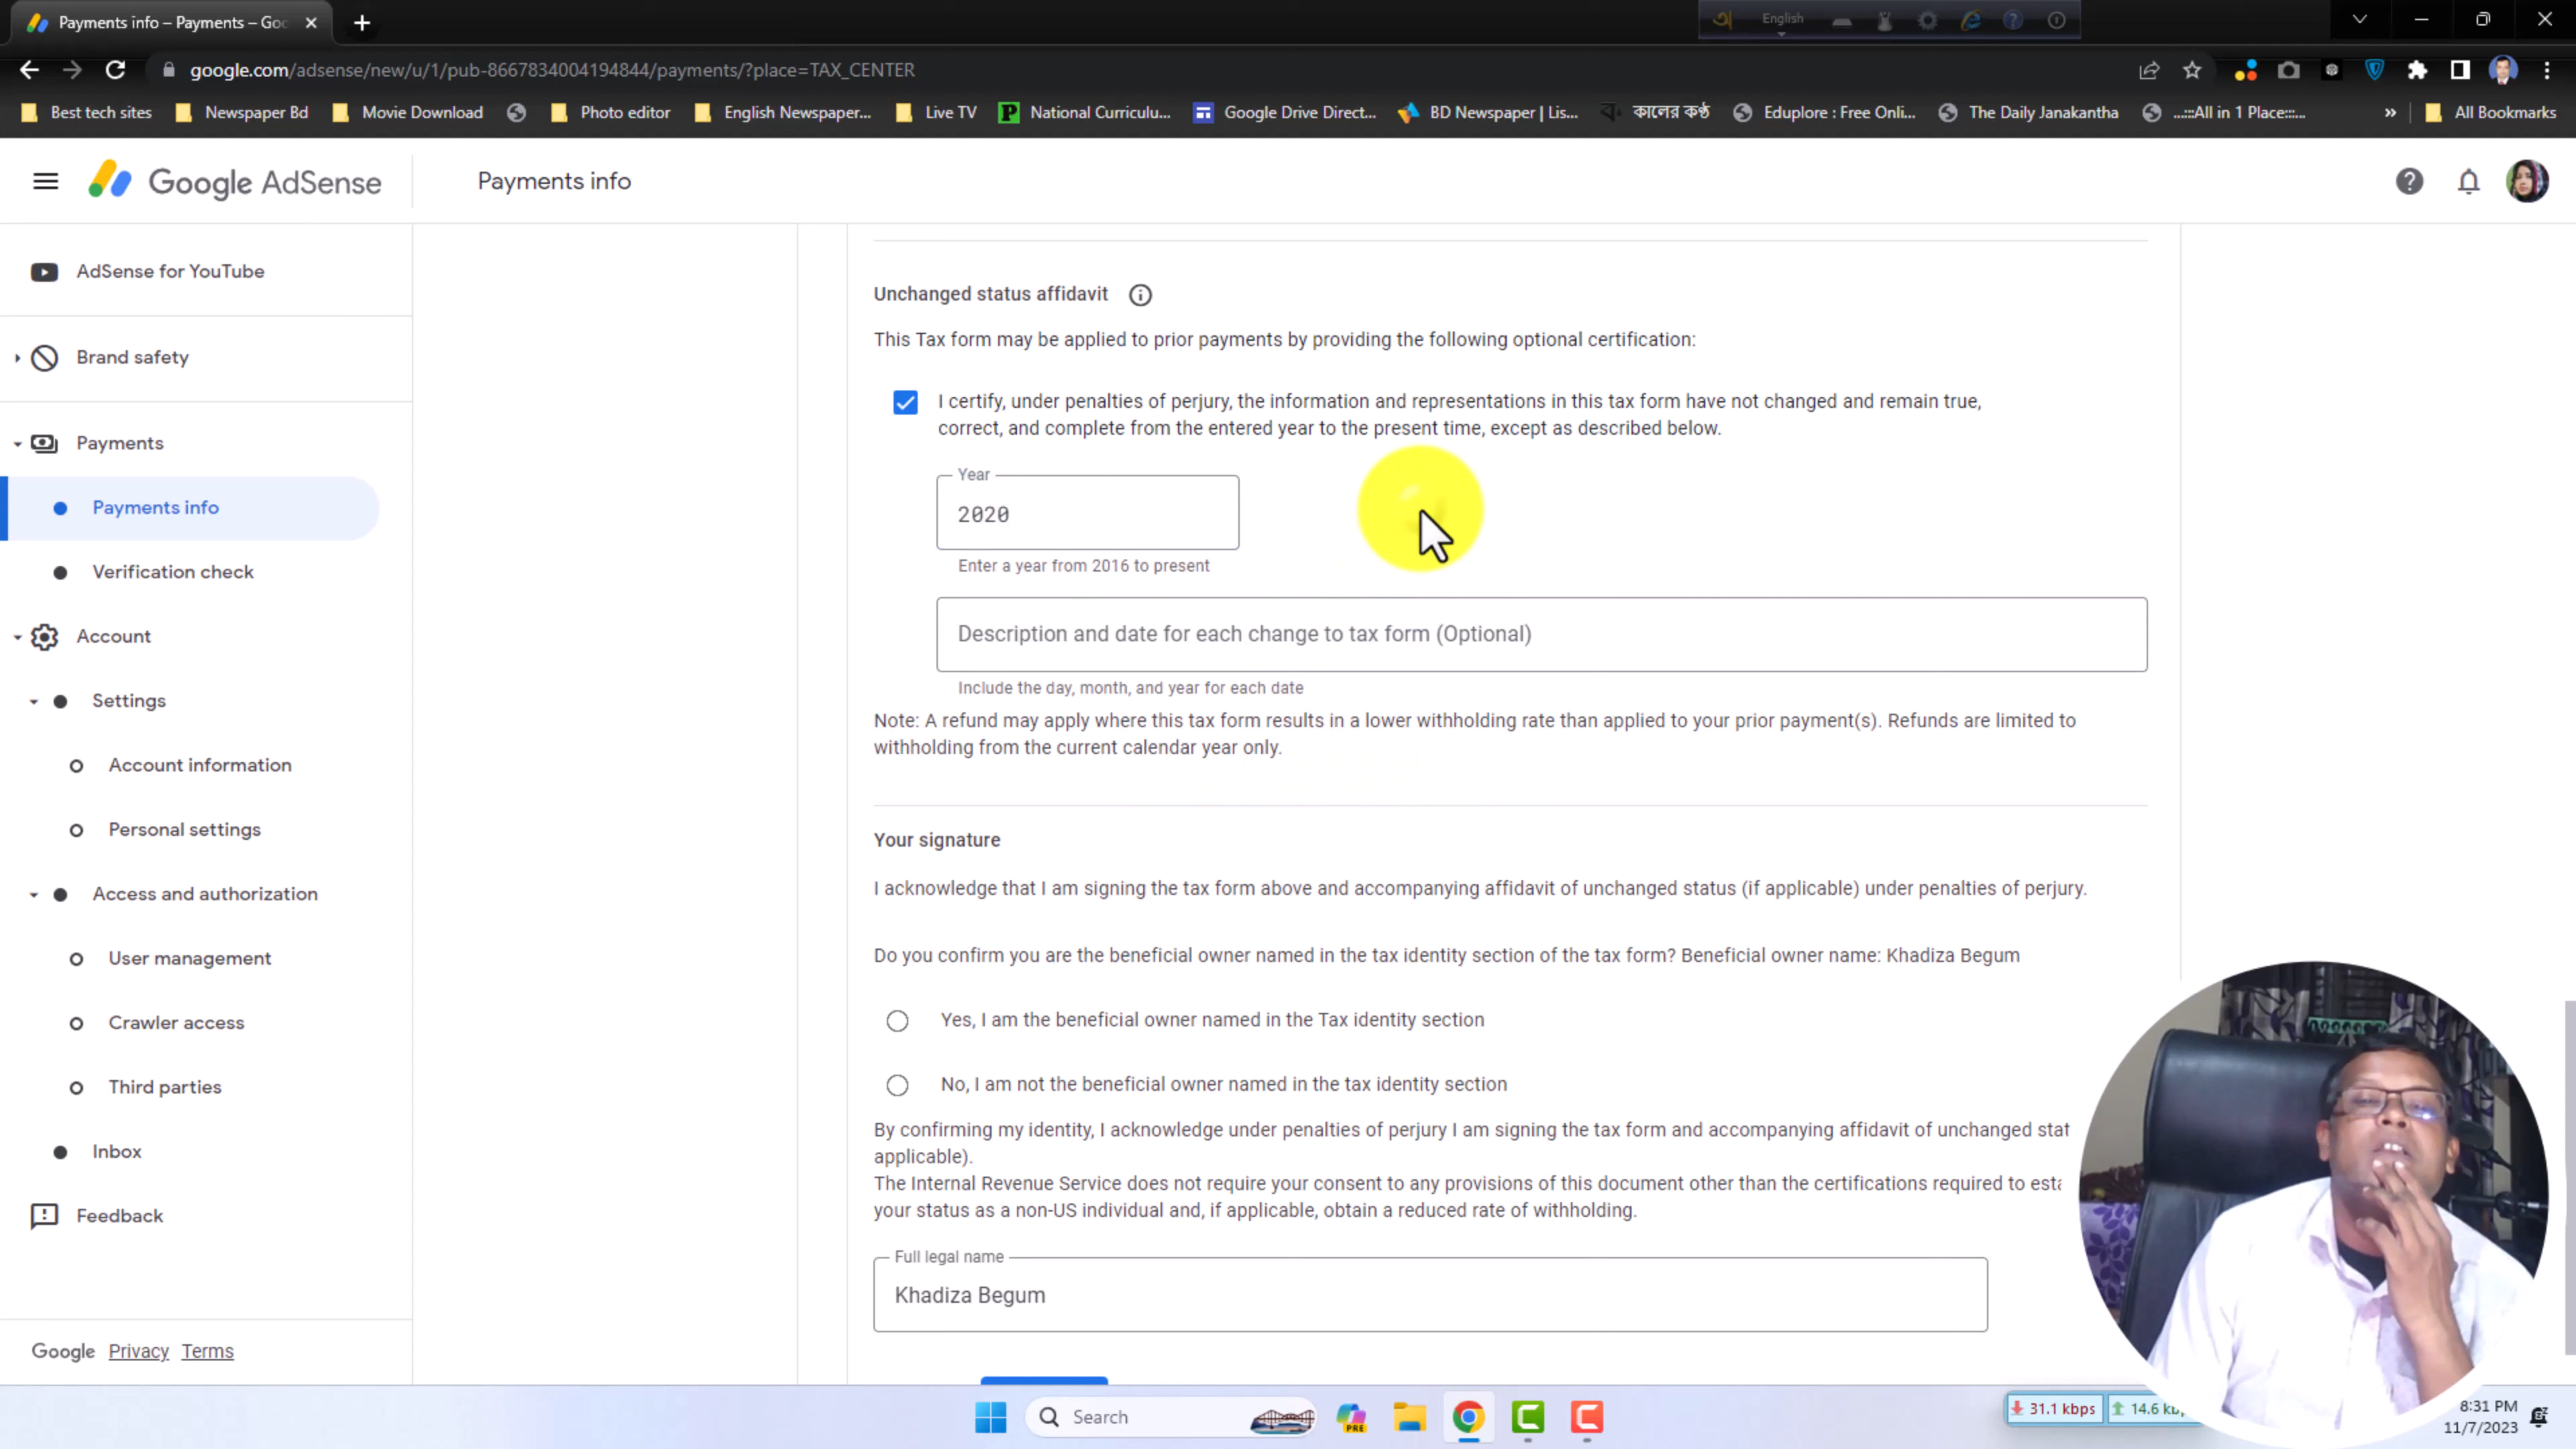 Payments info – Payments – Goo
English
google.com/adsense/new/u/1/pub-8667834004194844/payments/?place=TAX_CENTER
Best tech sites
Newspaper Bd
Movie Download
Photo editor
English Newspaper...
Live TV
National Curriculu...
Google Drive Direct...
BD Newspaper | Lis...
কালের কণ্ঠ
Eduplore : Free Onli...
The Daily Janakantha
...:::All in 1 Place:::...
»
All Bookmarks
Google AdSense
Payments info
AdSense for YouTube
Brand safety
Payments
Payments info
Verification check
Account
Settings
Account information
Personal settings
Access and authorization
User management
Crawler access
Third parties
Inbox
Feedback
Google Privacy Terms
Unchanged status affidavit
This Tax form may be applied to prior payments by providing the following optional certification:
I certify, under penalties of perjury, the information and representations in this tax form have not changed and remain true,
correct, and complete from the entered year to the present time, except as described below.
Year
2020
Enter a year from 2016 to present
Description and date for each change to tax form (Optional)
Include the day, month, and year for each date
Note: A refund may apply where this tax form results in a lower withholding rate than applied to your prior payment(s). Refunds are limited to
withholding from the current calendar year only.
Your signature
I acknowledge that I am signing the tax form above and accompanying affidavit of unchanged status (if applicable) under penalties of perjury.
Do you confirm you are the beneficial owner named in the tax identity section of the tax form? Beneficial owner name: Khadiza Begum
Yes, I am the beneficial owner named in the Tax identity section
No, I am not the beneficial owner named in the tax identity section
By confirming my identity, I acknowledge under penalties of perjury I am signing the tax form and accompanying affidavit of unchanged stat
applicable).
The Internal Revenue Service does not require your consent to any provisions of this document other than the certifications required to esta
your status as a non-US individual and, if applicable, obtain a reduced rate of withholding.
Full legal name
Khadiza Begum
Search
PRE
31.1 kbps
14.6 kb
8:31 PM
11/7/2023